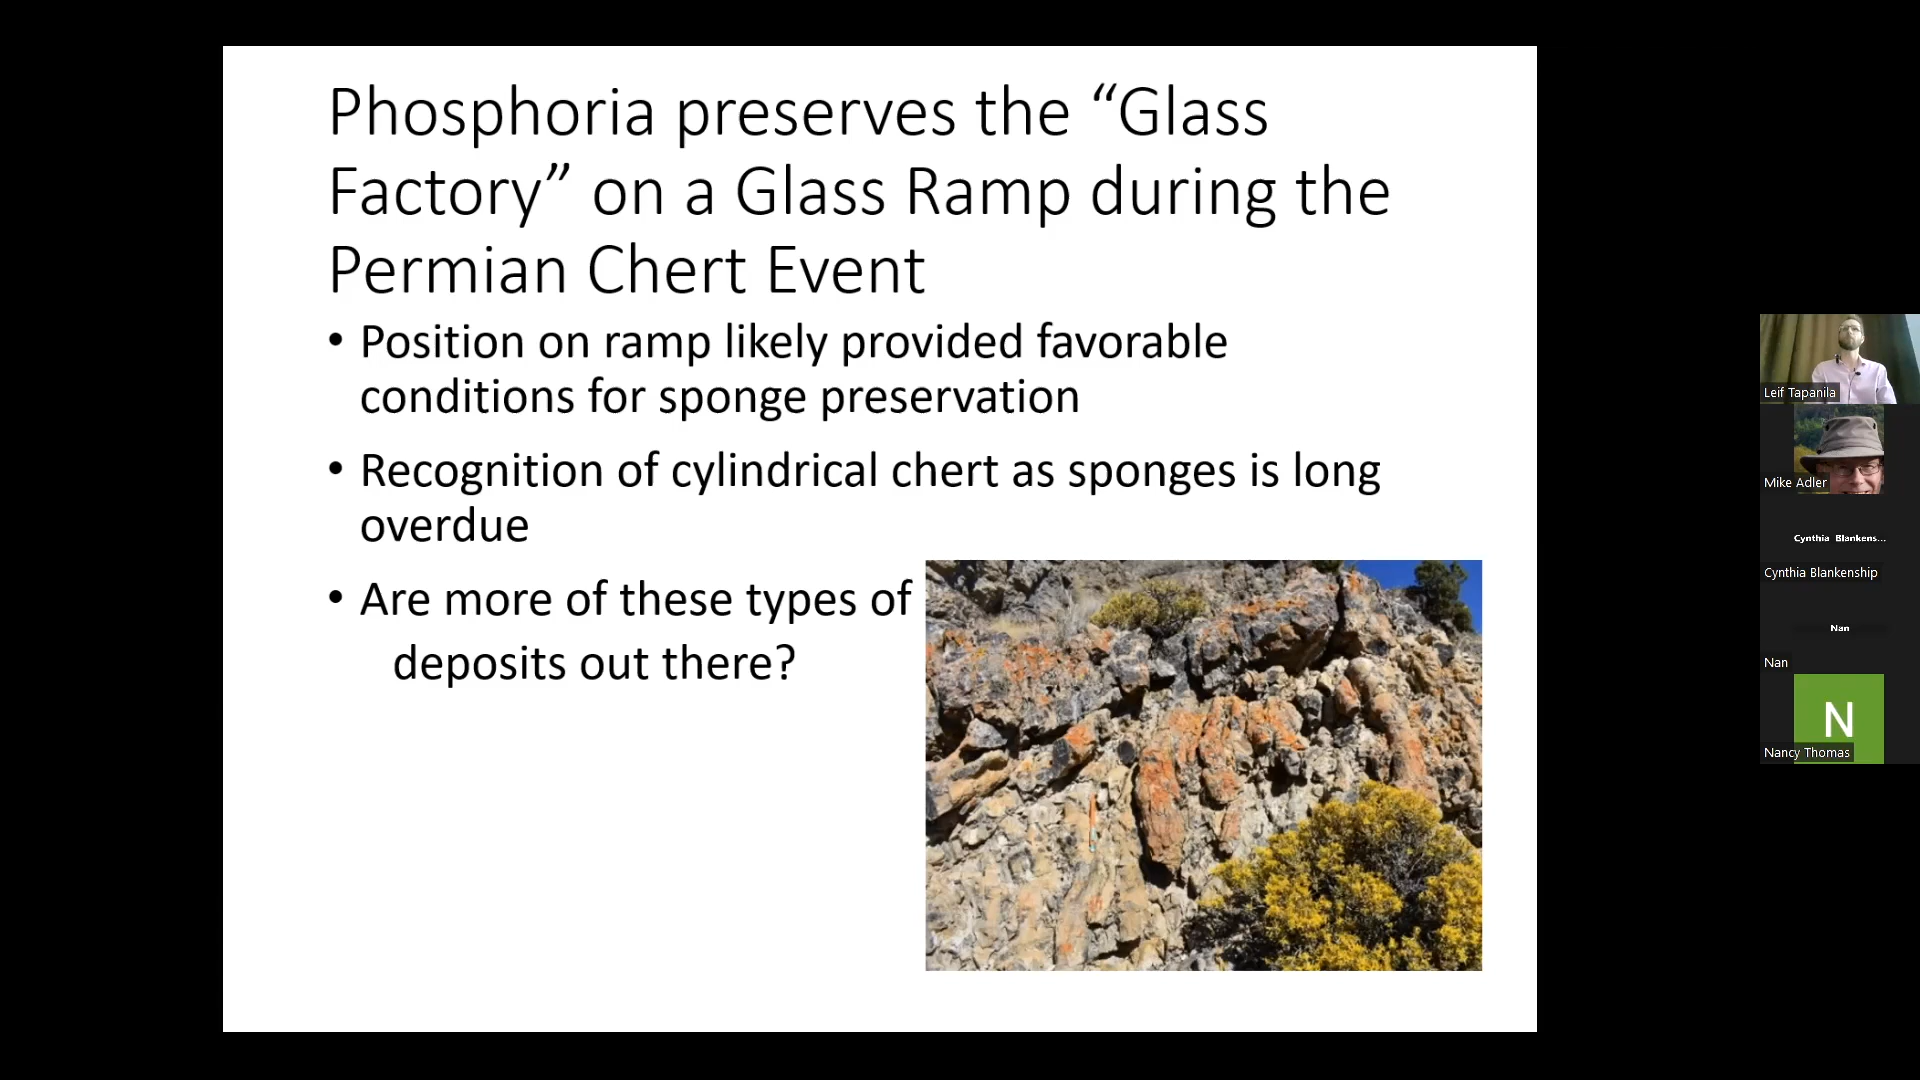 Phosphoria preserves the “Glass
Factory” on a Glass Ramp during the
Permian Chert Event
• Position on ramp likely provided favorable
conditions for sponge preservation
• Recognition of cylindrical chert as sponges is long
overdue
• Are more of these types of
deposits out there?
Leif Tapanila
Mike Adler
Cynthia Blankens...
Cynthia Blankenship
Nan
Nan
N
Nancy Thomas